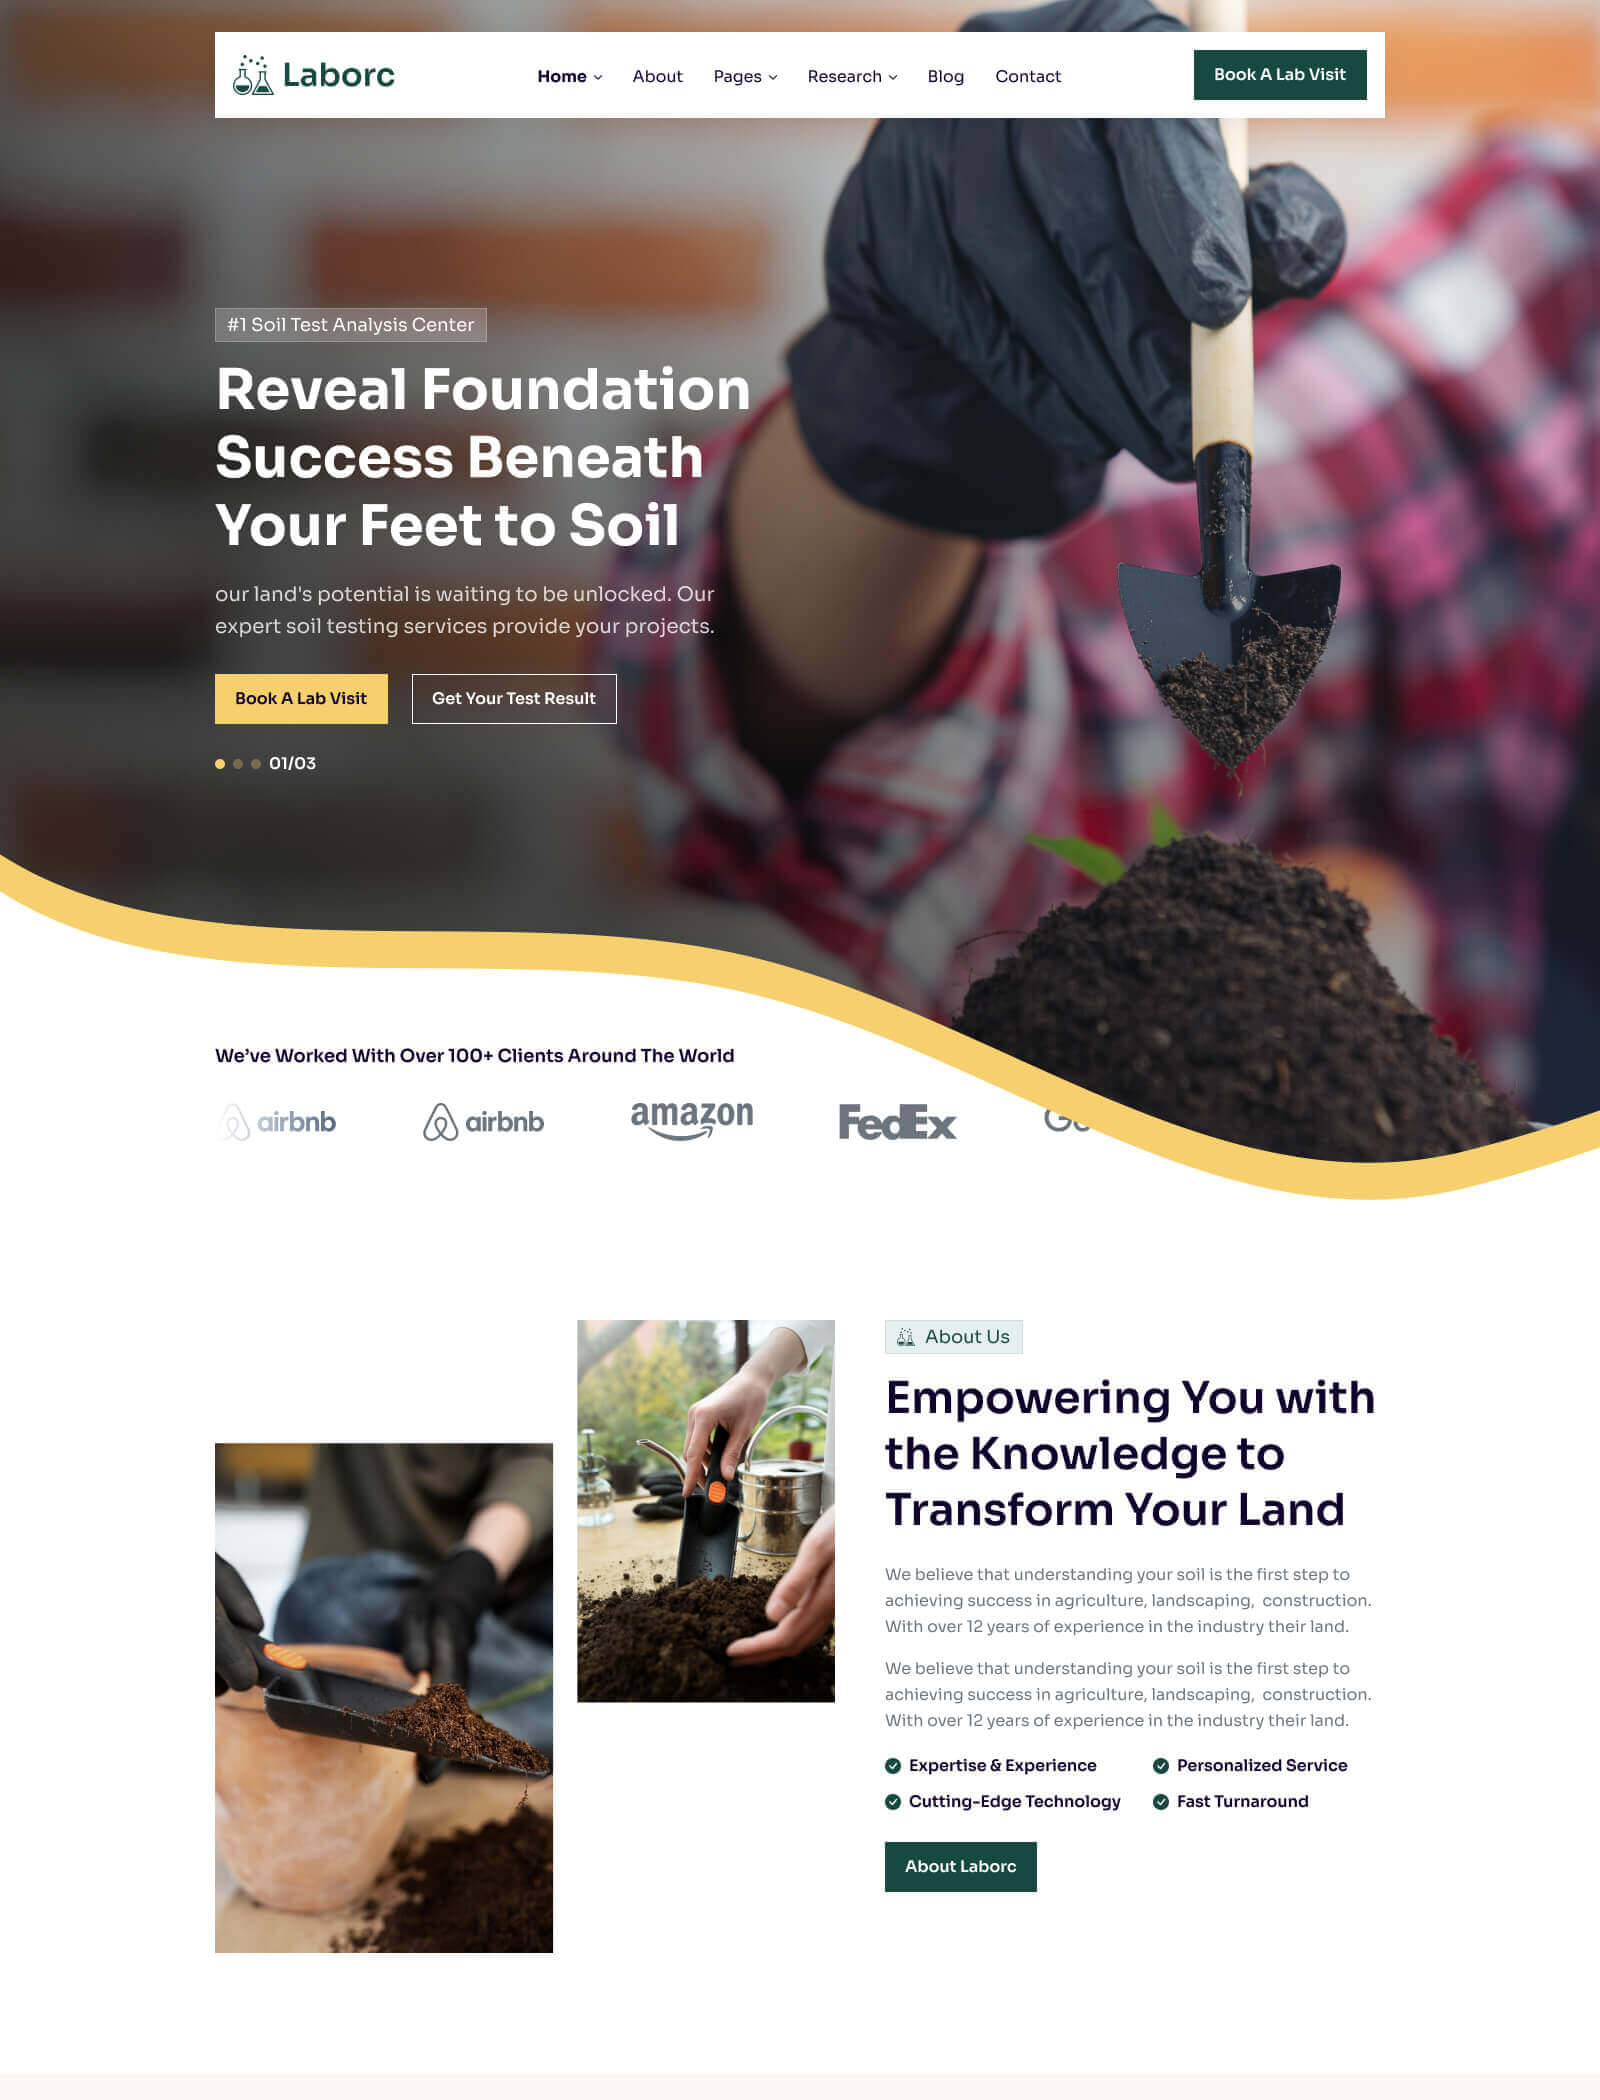 Laborc
Home
About
Pages
Research
Blog
Contact
Book A Lab Visit
#1 Soil Test Analysis Center
Reveal Foundation
Success Beneath
Your Feet to Soil
our land's potential is waiting to be unlocked. Our
expert soil testing services provide your projects.
Book A Lab Visit
Get Your Test Result
01/03
We’ve Worked With Over 100+ Clients Around The World
airbnb
airbnb
amazon
FedEx
About Us
Empowering You with
the Knowledge to
Transform Your Land
We believe that understanding your soil is the first step to
achieving success in agriculture, landscaping,  construction.
With over 12 years of experience in the industry their land.
We believe that understanding your soil is the first step to
achieving success in agriculture, landscaping,  construction.
With over 12 years of experience in the industry their land.
Expertise & Experience
Personalized Service
Cutting-Edge Technology
Fast Turnaround
About Laborc